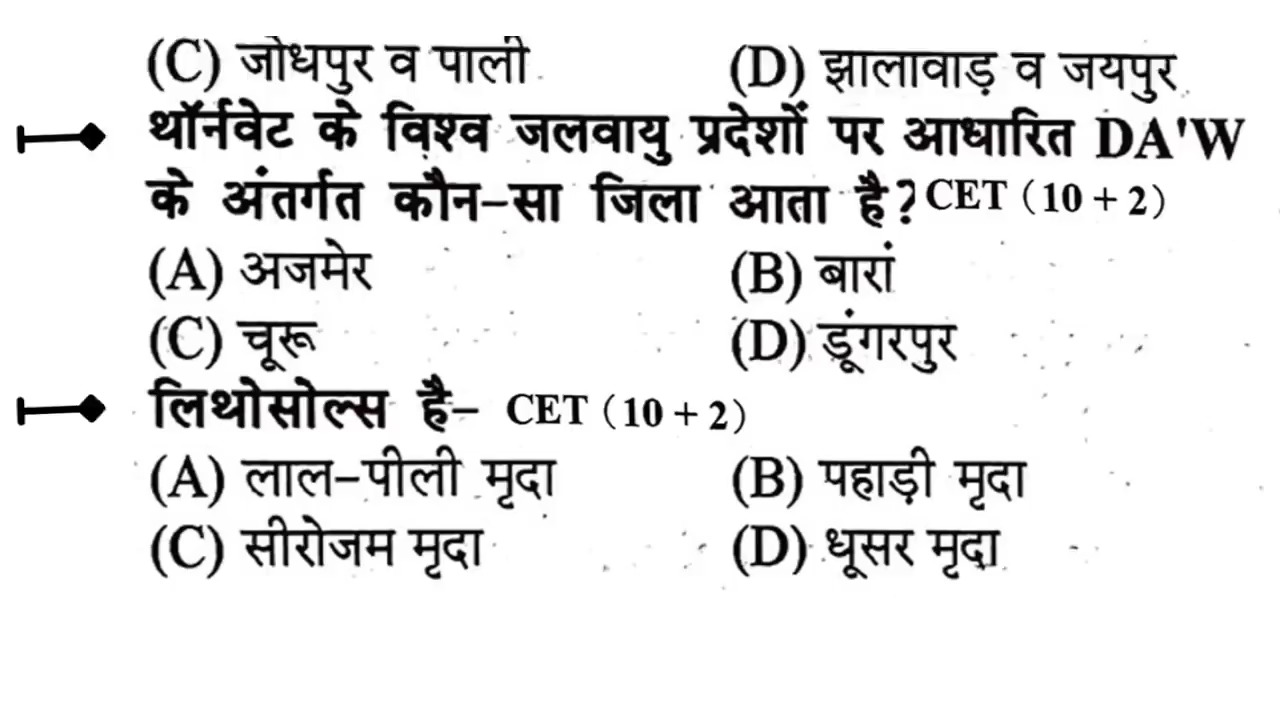 (C) जोधपुर व पाली (D) झालावाड़ व जयपुर
थॉर्नवेट के विश्व जलवायु प्रदेशों पर आधारित DA'W
के अंतर्गत कौन-सा जिला आता है? CET (10 + 2)
(A) अजमेर (B) बारां
(C) चूरू (D) डूंगरपुर
लिथोसोल्स है- CET (10 + 2)
(A) लाल-पीली मृदा (B) पहाड़ी मृदा
(C) सीरोजम मृदा (D) धूसर मृदा